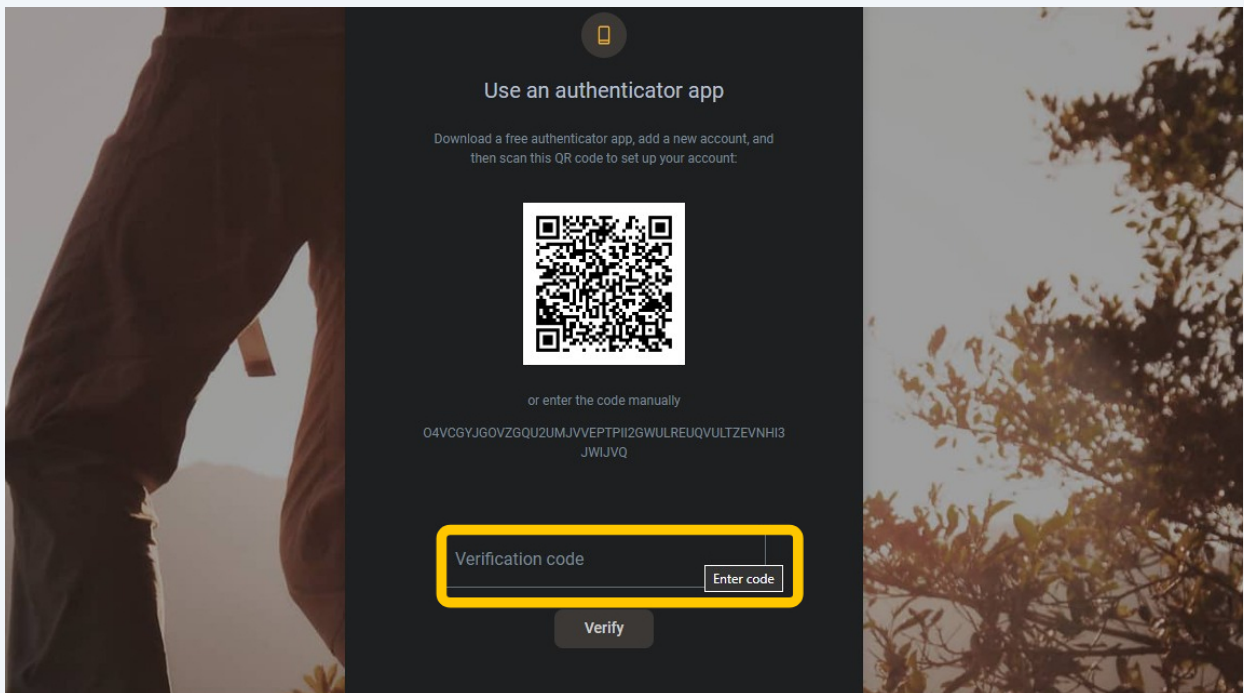 Use an authenticator app
Download a free authenticator app, add a new account, and
then scan this QR code to set up your account:
or enter the code manually
O4VCGYJGOVZGQU2UMJVVEPTPII2GWULREUQVULTZEVNHI3
JWIJVQ
Verification code
Enter code
Verify